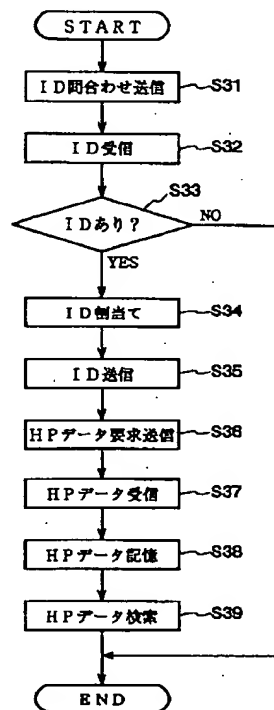 START
ID問合わせ送信 S31
ID受信 S32
S33
IDあり? NO
YES
ID割当て S34
ID送信 S35
HPデータ要求送信 S36
HPデータ受信 S37
HPデータ記憶 S38
HPデータ検索 S39
END